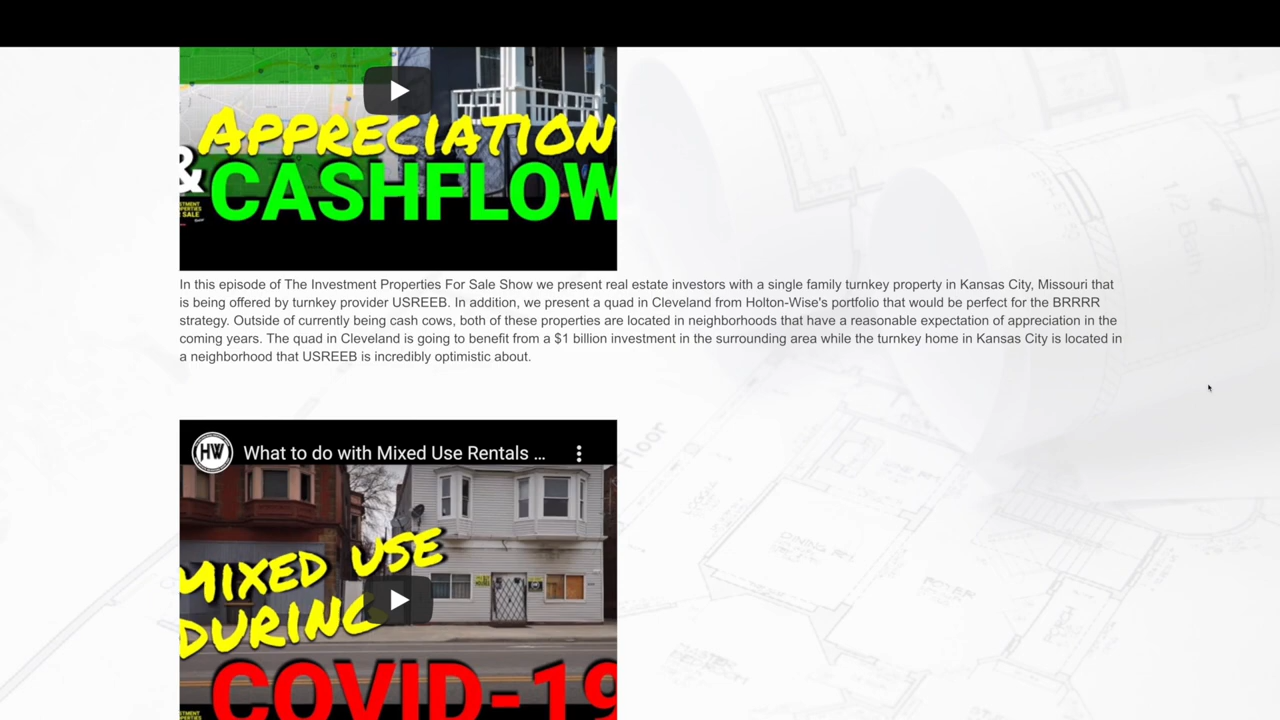 APPRECIATION
& CASHFLOW
In this episode of The Investment Properties For Sale Show we present real estate investors with a single family turnkey property in Kansas City, Missouri that
is being offered by turnkey provider USREEB. In addition, we present a quad in Cleveland from Holton-Wise's portfolio that would be perfect for the BRRRR
strategy. Outside of currently being cash cows, both of these properties are located in neighborhoods that have a reasonable expectation of appreciation in the
coming years. The quad in Cleveland is going to benefit from a $1 billion investment in the surrounding area while the turnkey home in Kansas City is located in
a neighborhood that USREEB is incredibly optimistic about.
HW
What to do with Mixed Use Rentals ...
MIXED USE
DURING
COVID-19
Floor
1/2 Bath
DINING